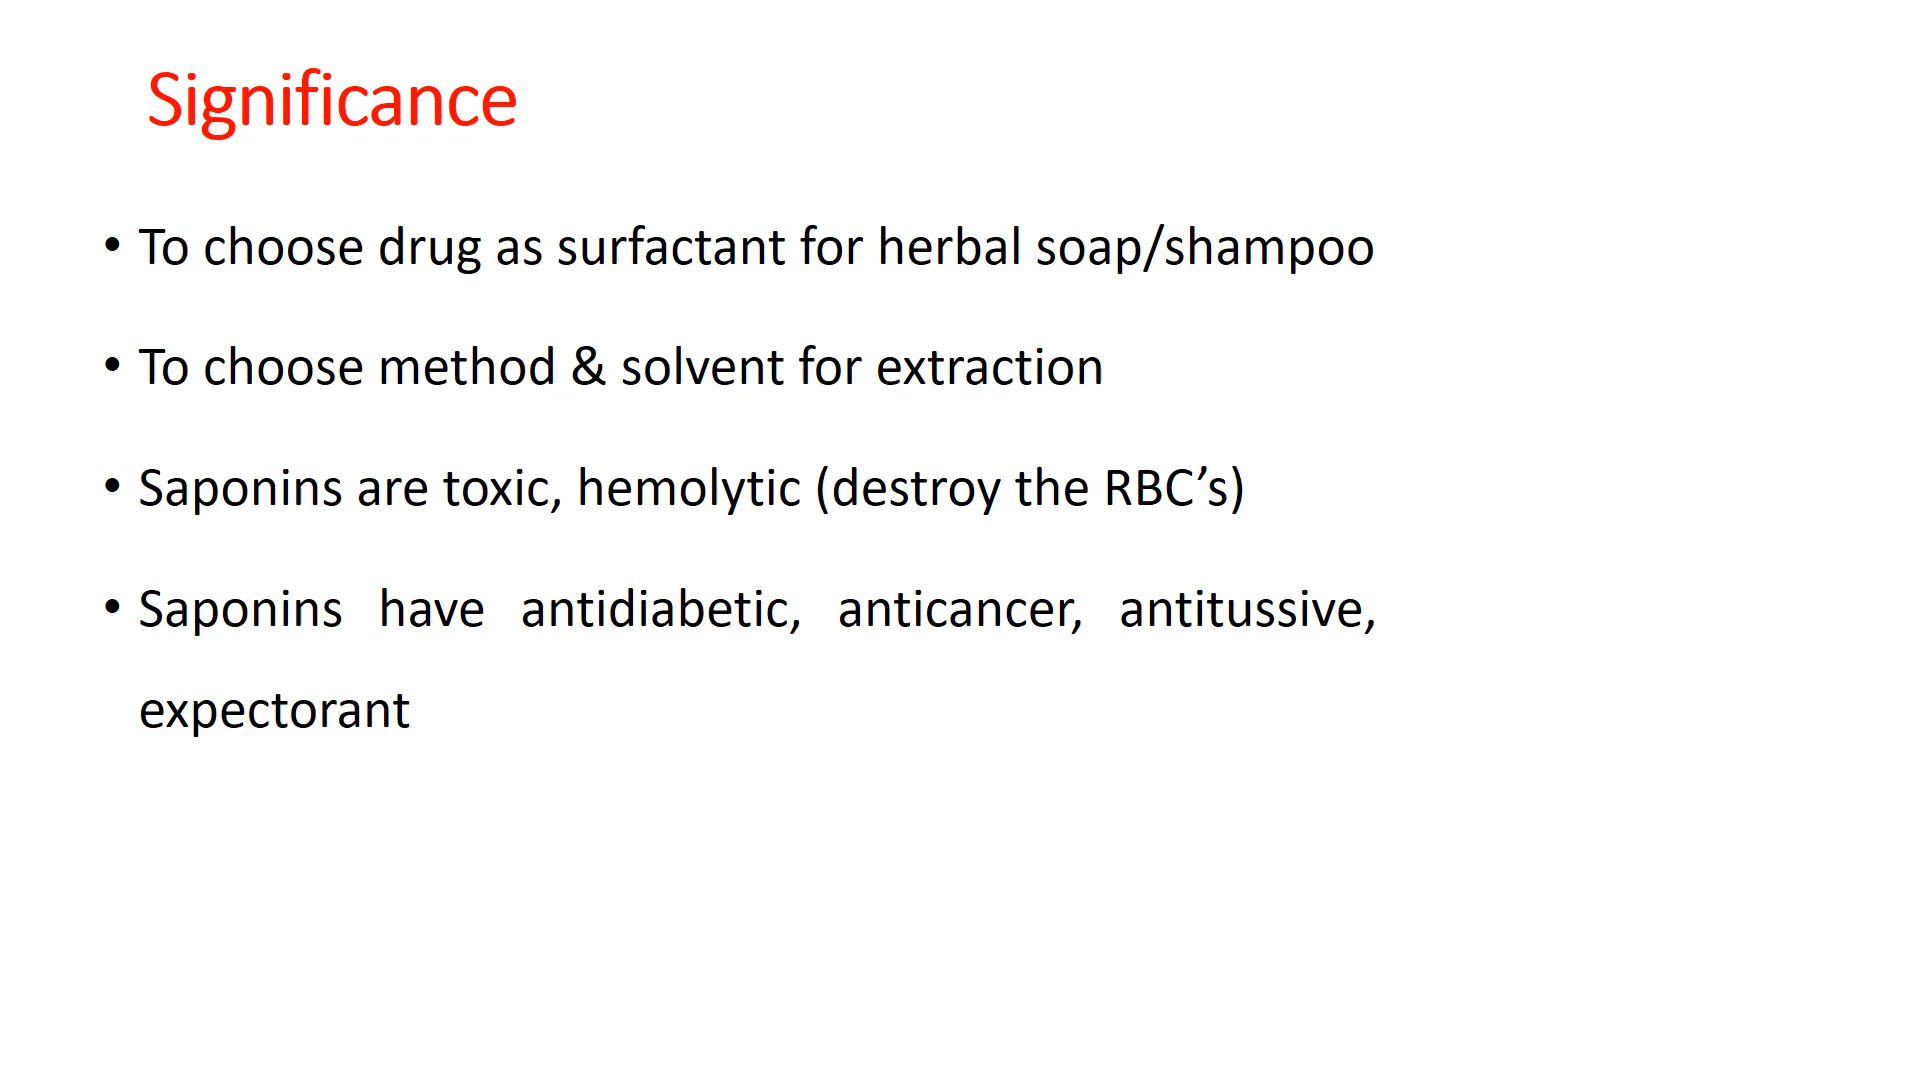 Significance
• To choose drug as surfactant for herbal soap/shampoo
• To choose method & solvent for extraction
• Saponins are toxic, hemolytic (destroy the RBC’s)
• Saponins have antidiabetic, anticancer, antitussive,
expectorant